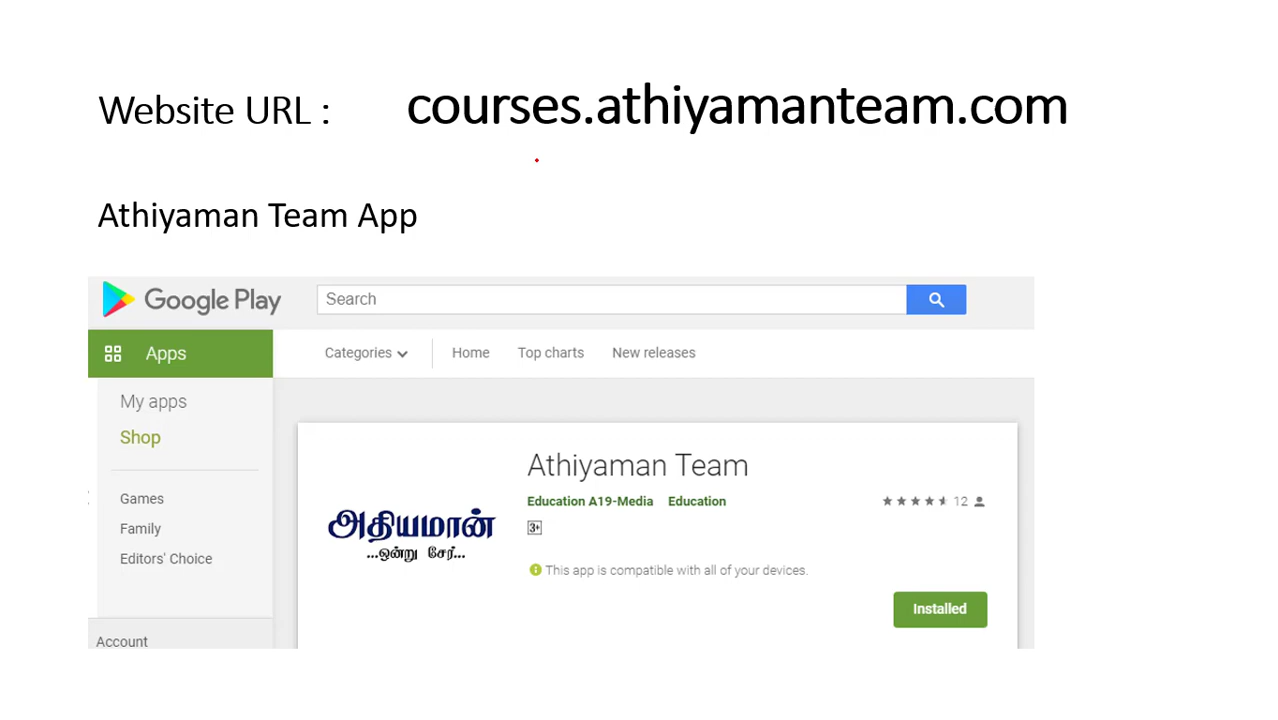 Website URL : courses.athiyamanteam.com
Athiyaman Team App
Google Play Search
Apps Categories Home Top charts New releases
My apps
Shop
Games
Family
Editors' Choice
Account
Athiyaman Team
Education A19-Media Education 12
3+
This app is compatible with all of your devices.
Installed
அதியமான்
...ஒன்று சேர்...